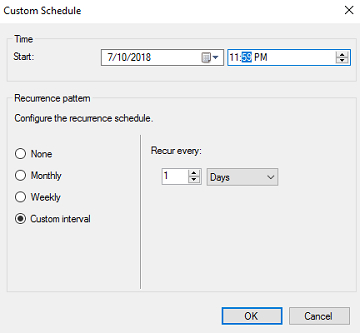 Custom Schedule
Time
Start:
7/10/2018
11:59 PM
Recurrence pattern
Configure the recurrence schedule.
None
Recur every:
Monthly
1
Days
Weekly
Custom interval
OK
Cancel